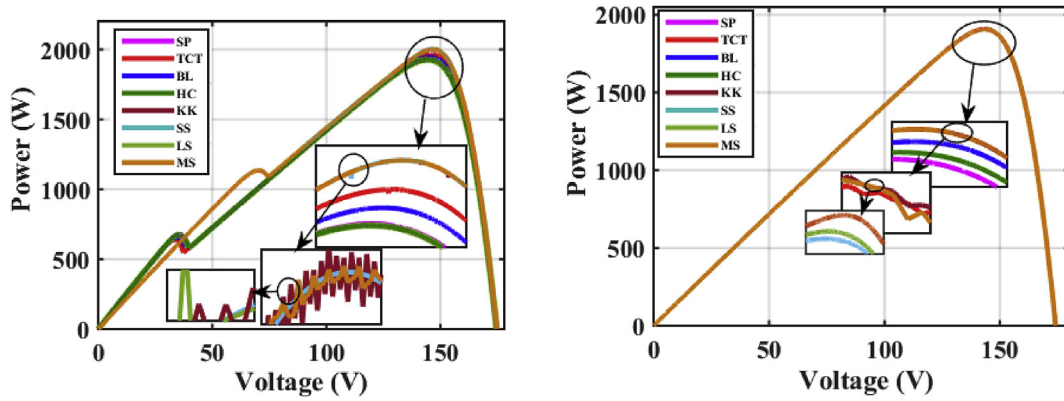 2000
1500
1000
500
0
Power (W)
SP
TCT
BL
HC
KK
SS
LS
MS
0
50
100
150
Voltage (V)
2000
1500
1000
500
0
Power (W)
SP
TCT
BL
HC
KK
SS
LS
MS
0
50
100
150
Voltage (V)